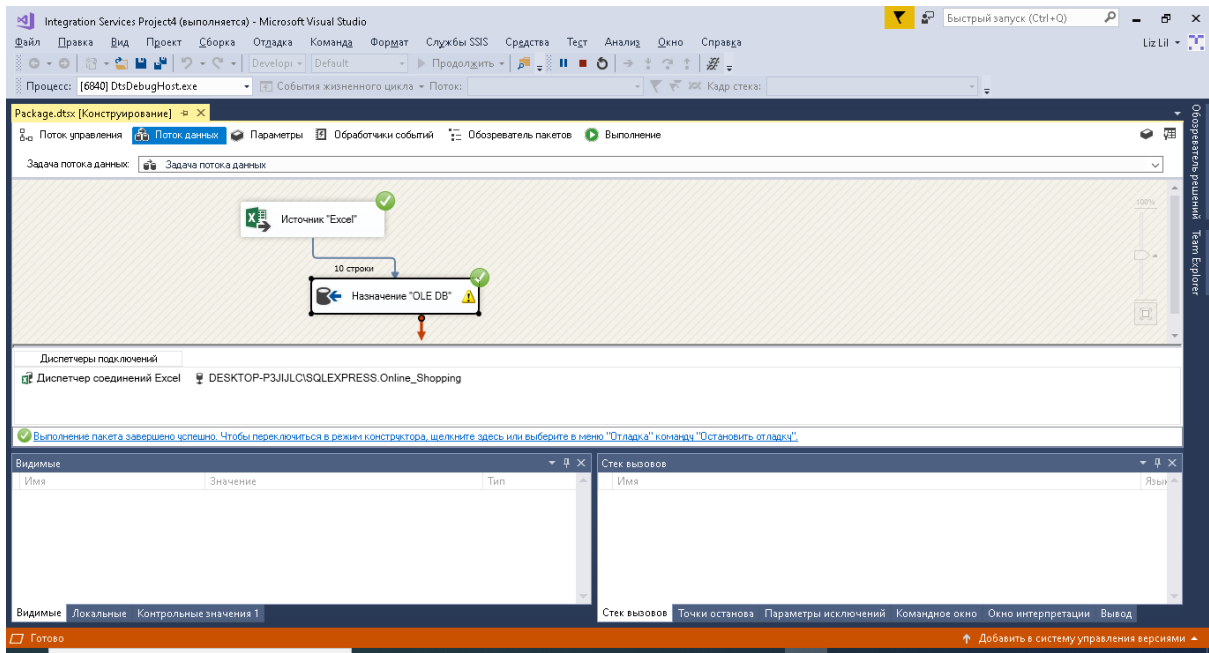 Integration Services Project4 (выполняется) - Microsoft Visual Studio
Быстрый запуск (Ctrl+Q)
Файл Правка Вид Проект Сборка Отладка Команда Формат Службы SSIS Средства Тест Анализ Окно Справка
Liz Lil
Developi Default Продолжить
Процесс: [6840] DtsDebugHost.exe События жизненного цикла Поток: Кадр стека:
Package.dtsx [Конструирование]
Поток управления Поток данных Параметры Обработчики событий Обозреватель пакетов Выполнение
Задача потока данных: Задача потока данных
Источник "Excel"
10 строки
Назначение "OLE DB"
100%
Обозреватель решений
Team Explorer
Диспетчеры подключений
Диспетчер соединений Excel DESKTOP-P3JIJLC\SQLEXPRESS.Online_Shopping
Выполнение пакета завершено успешно. Чтобы переключиться в режим конструктора, щелкните здесь или выберите в меню "Отладка" команду "Остановить отладку".
Видимые
Имя Значение Тип
Видимые Локальные Контрольные значения 1
Стек вызовов
Имя Язык
Стек вызовов Точки останова Параметры исключений Командное окно Окно интерпретации Вывод
Готово
Добавить в систему управления версиями